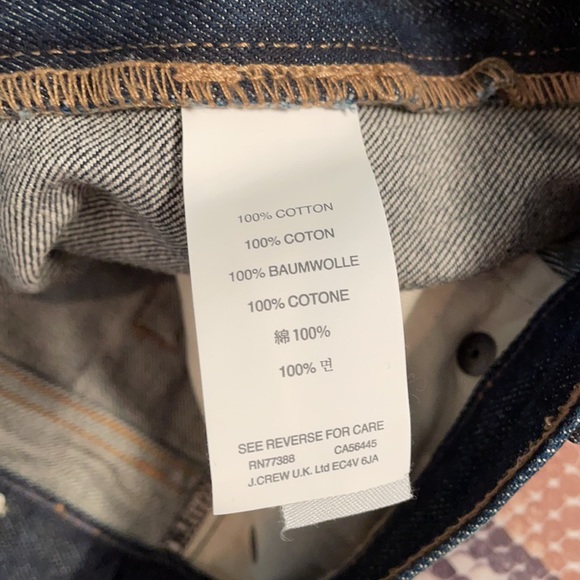 100% COTTON
100% COTON
100% BAUMWOLLE
100% COTONE
綿 100%
100% 면
SEE REVERSE FOR CARE
RN77388 CA56445
J.CREW U.K. Ltd EC4V 6JA